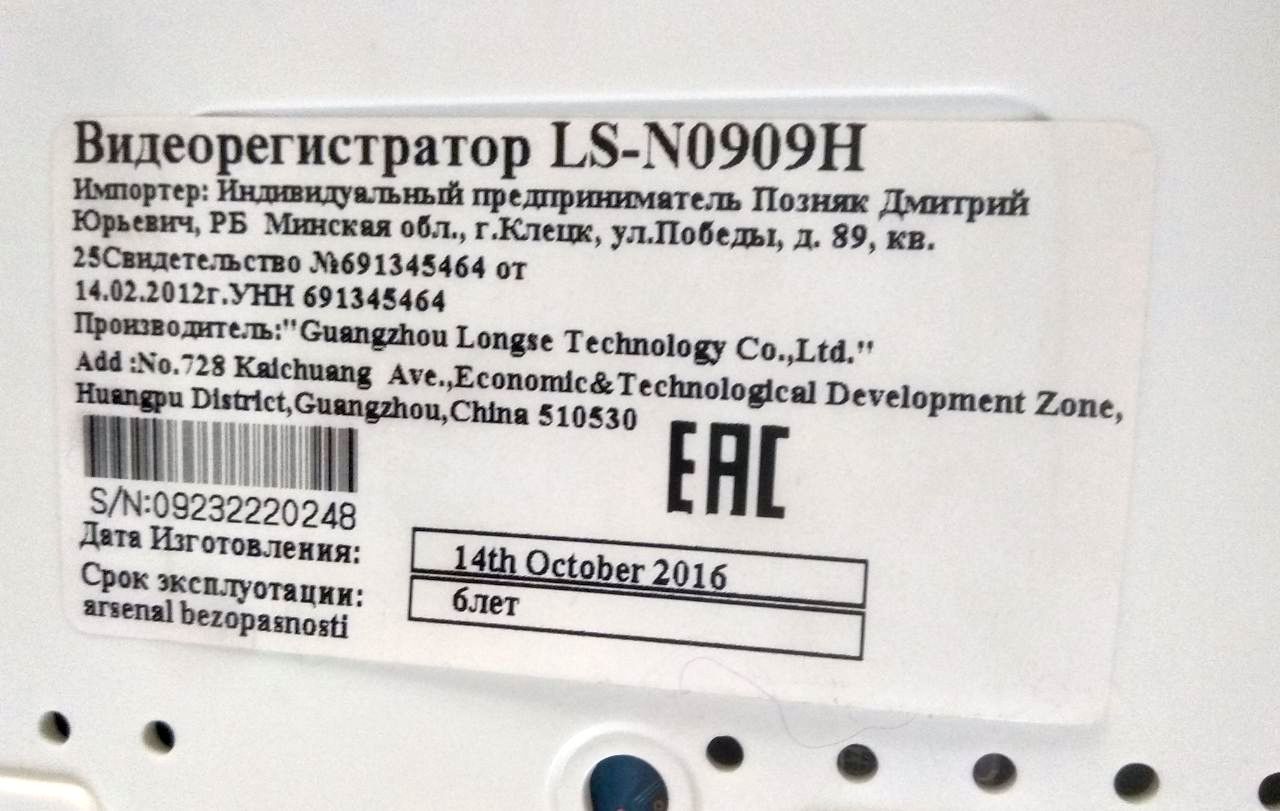 Видеорегистратор LS-N0909H
Импортер: Индивидуальный предприниматель Позняк Дмитрий
Юрьевич, РБ Минская обл., г.Клецк, ул.Победы, д. 89, кв.
25Свидетельство №691345464 от
14.02.2012г.УНН 691345464
Производитель:"Guangzhou Longse Technology Co.,Ltd."
Add :No.728 Kaichuang Ave.,Economic&Technological Development Zone,
Huangpu District,Guangzhou,China 510530
EAC
S/N:09232220248
Дата Изготовления: 14th October 2016
Срок эксплуотации: 6лет
arsenal bezopasnosti